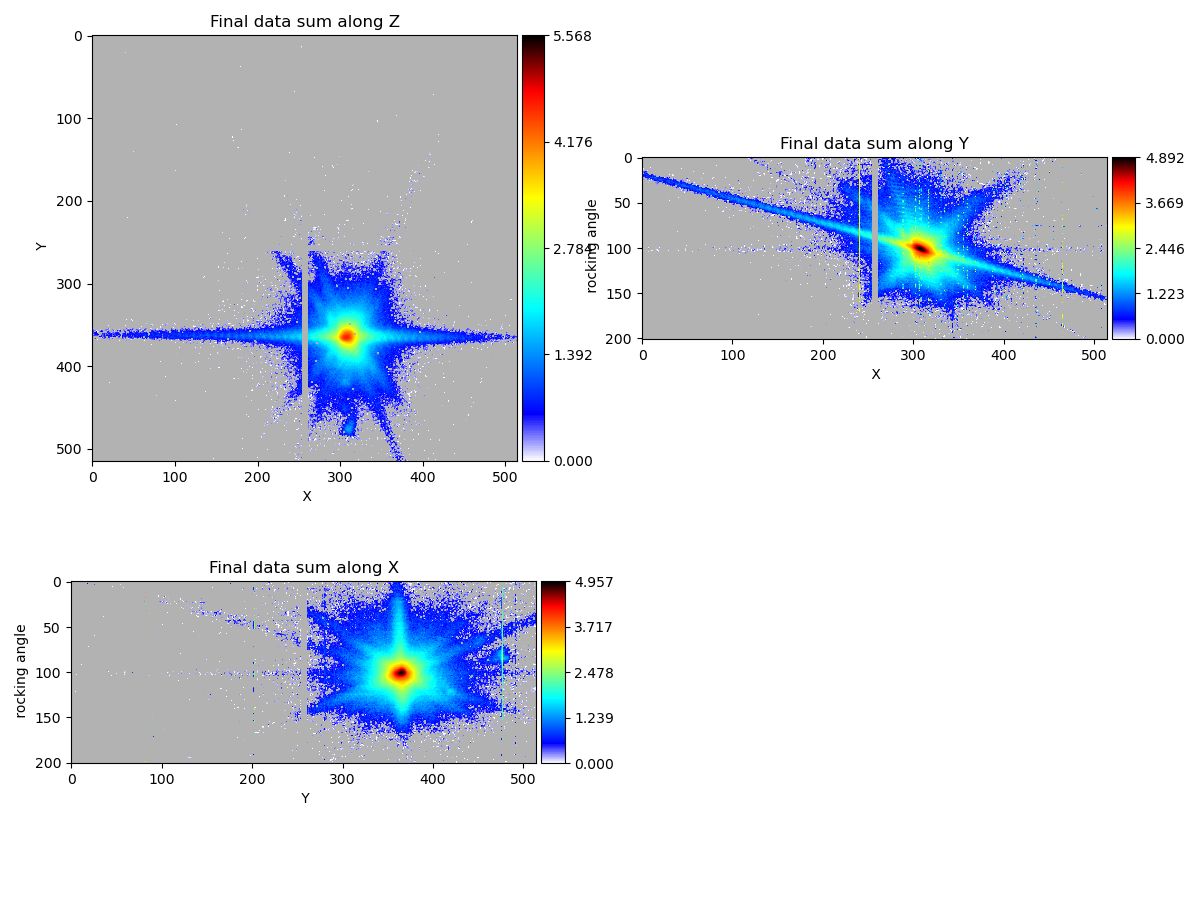 Final data sum along Z
0
100
200
300
400
500
Y
0 100 200 300 400 500
X
5.568
4.176
2.784
1.392
0.000
Final data sum along Y
0
50
100
150
200
rocking angle
0 100 200 300 400 500
X
4.892
3.669
2.446
1.223
0.000
Final data sum along X
0
50
100
150
200
rocking angle
0 100 200 300 400 500
Y
4.957
3.717
2.478
1.239
0.000